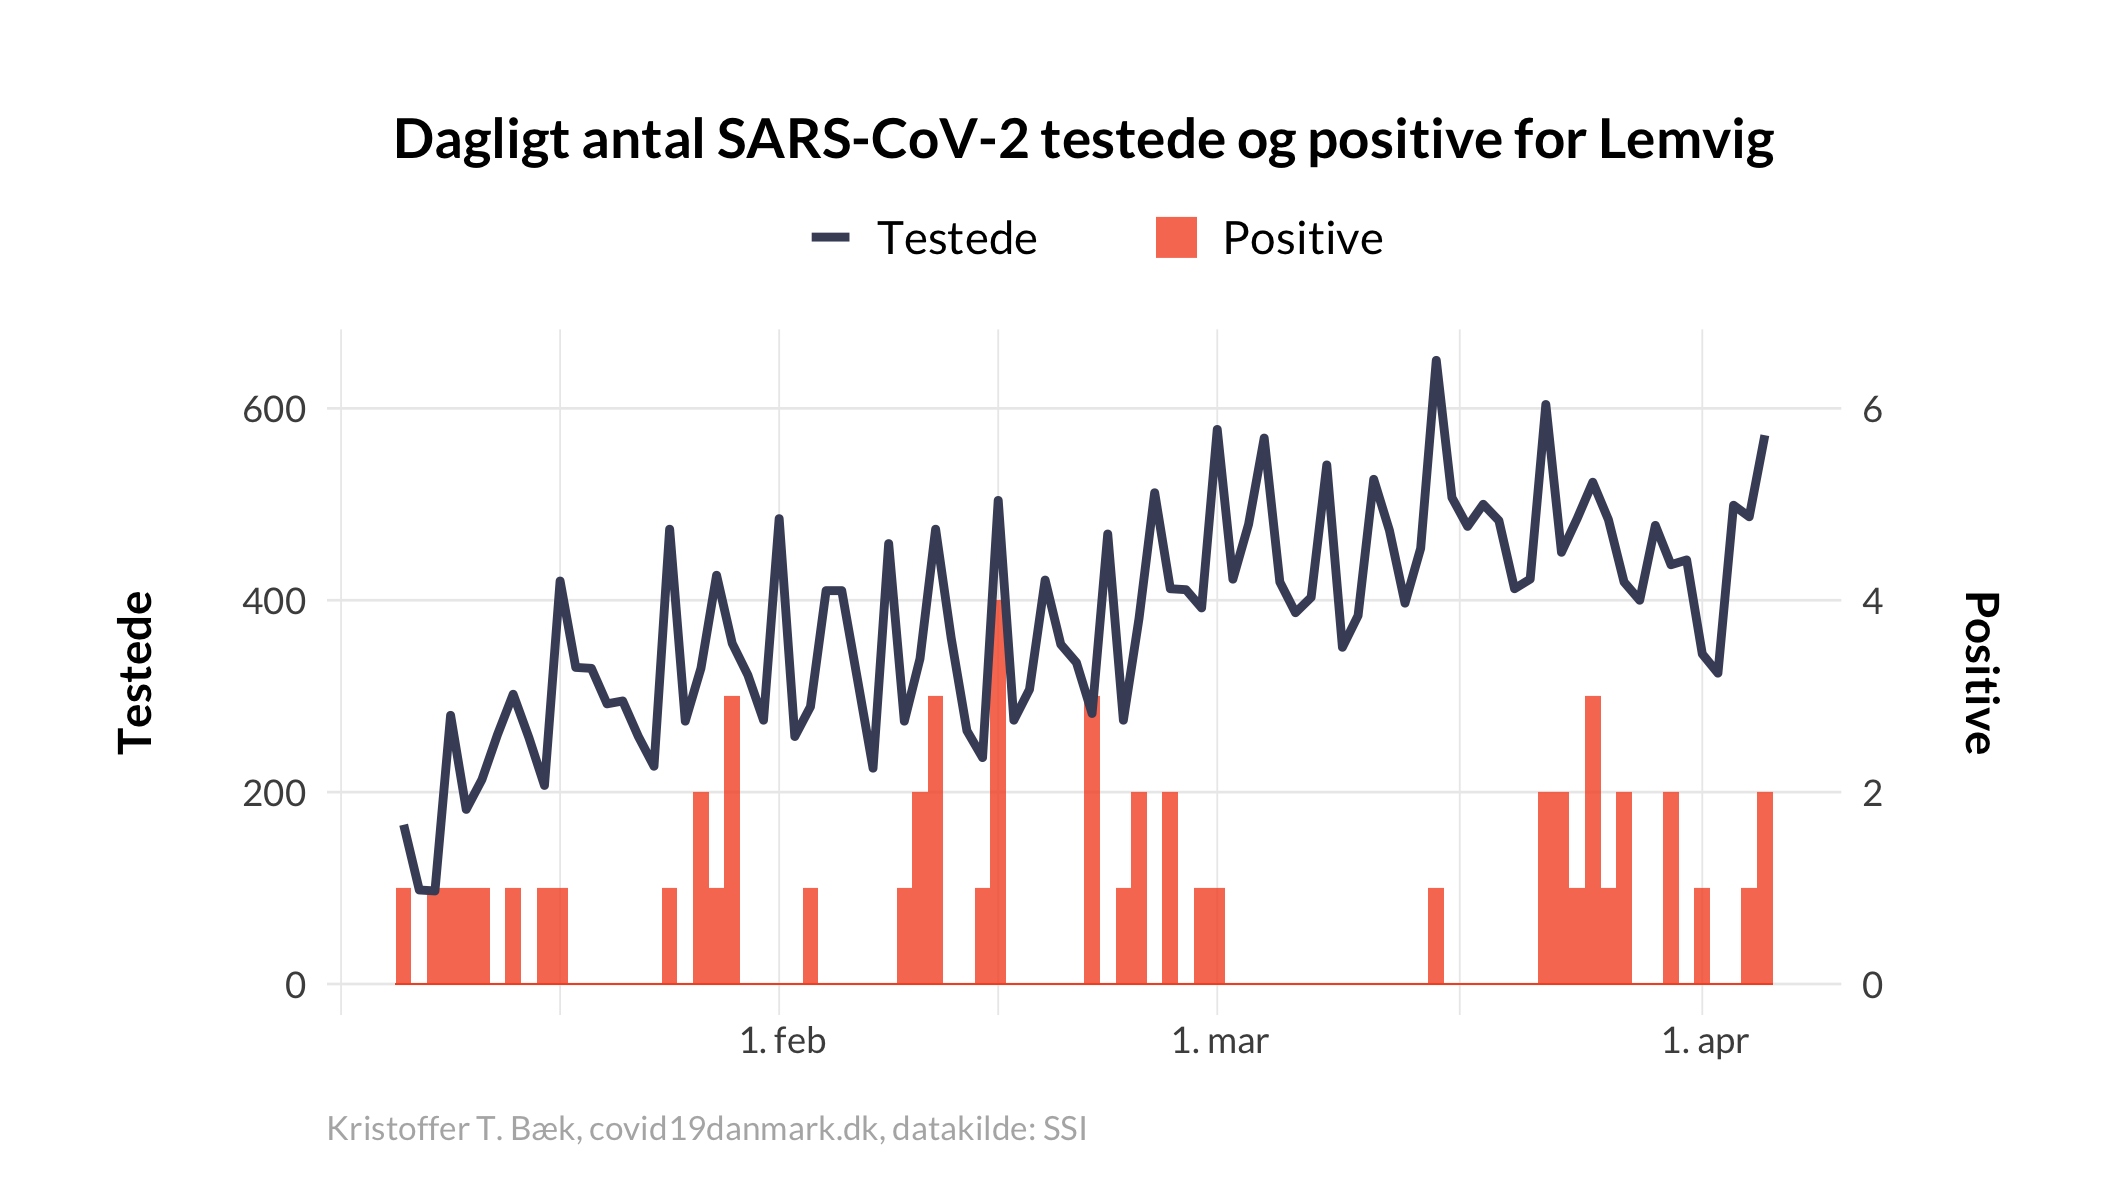 Dagligt antal SARS-CoV-2 testede og positive for Lemvig
Testede Positive
600 6
400 4
200 2
0 0
Testede
Positive
1. feb 1. mar 1. apr
Kristoffer T. Bæk, covid19danmark.dk, datakilde: SSI